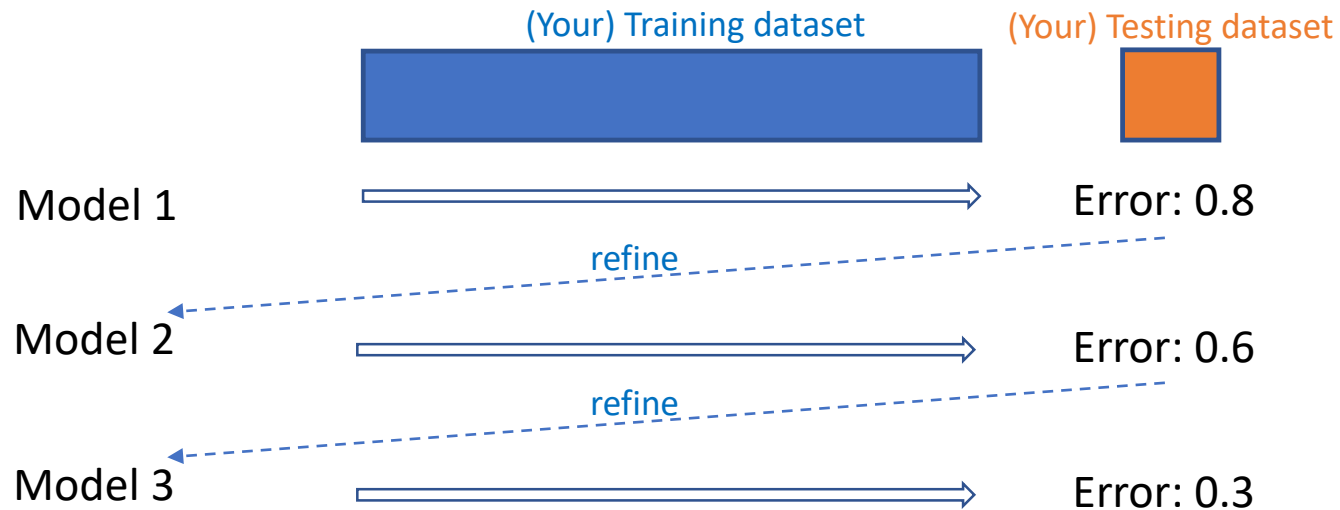 (Your) Training dataset
(Your) Testing dataset
Model 1
Error: 0.8
refine
Model 2
Error: 0.6
refine
Model 3
Error: 0.3